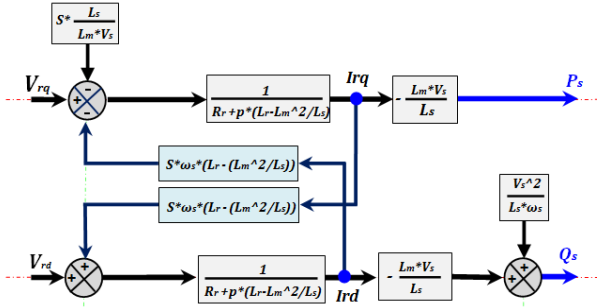 S* Ls
Lm*Vs
Vrq
-
+
-
1
Rr+p*(Lr-Lm^2/Ls)
Irq
- Lm*Vs
Ls
Ps
S*ωs*(Lr-(Lm^2/Ls))
S*ωs*(Lr-(Lm^2/Ls))
Vs^2
Ls*ωs
Vrd
+
+
1
Rr+p*(Lr-Lm^2/Ls)
Ird
- Lm*Vs
Ls
+
+
Qs